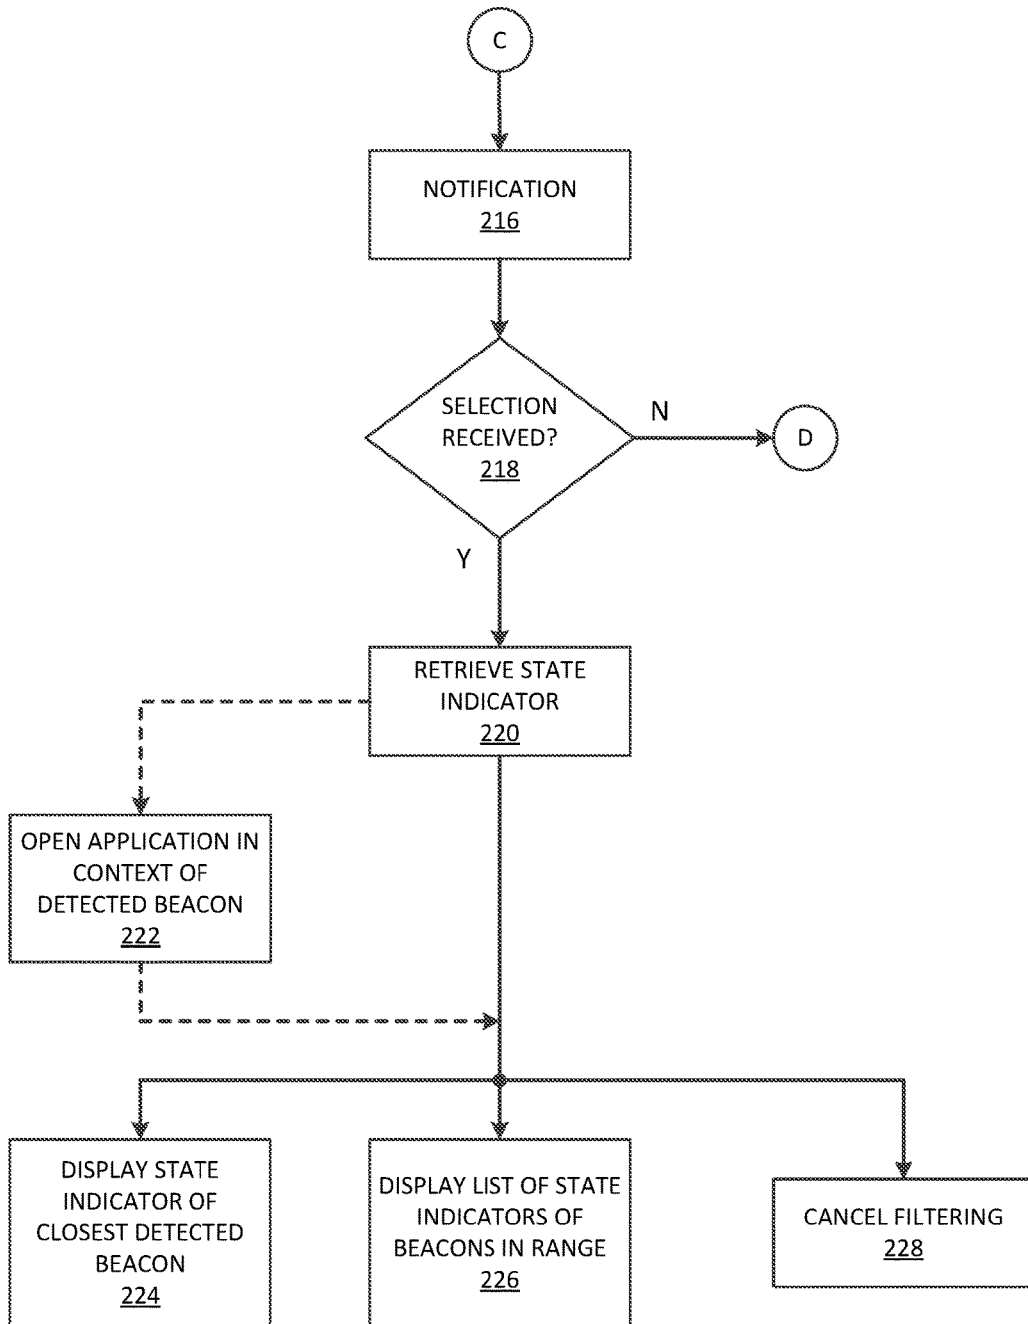 C
NOTIFICATION
216
SELECTION
RECEIVED?
218
N
D
Y
RETRIEVE STATE
INDICATOR
220
OPEN APPLICATION IN
CONTEXT OF
DETECTED BEACON
222
DISPLAY STATE
INDICATOR OF
CLOSEST DETECTED
BEACON
224
DISPLAY LIST OF STATE
INDICATORS OF
BEACONS IN RANGE
226
CANCEL FILTERING
228